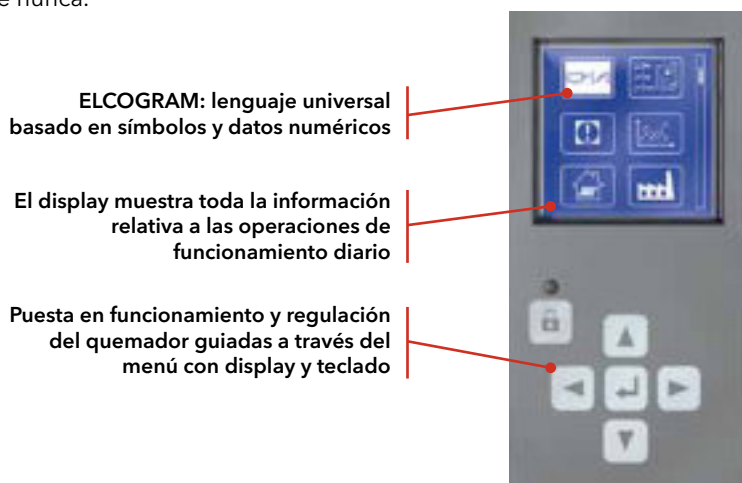 e nunca.
ELCOGRAM: lenguaje universal
basado en símbolos y datos numéricos
El display muestra toda la información
relativa a las operaciones de
funcionamiento diario
Puesta en funcionamiento y regulación
del quemador guiadas a través del
menú con display y teclado